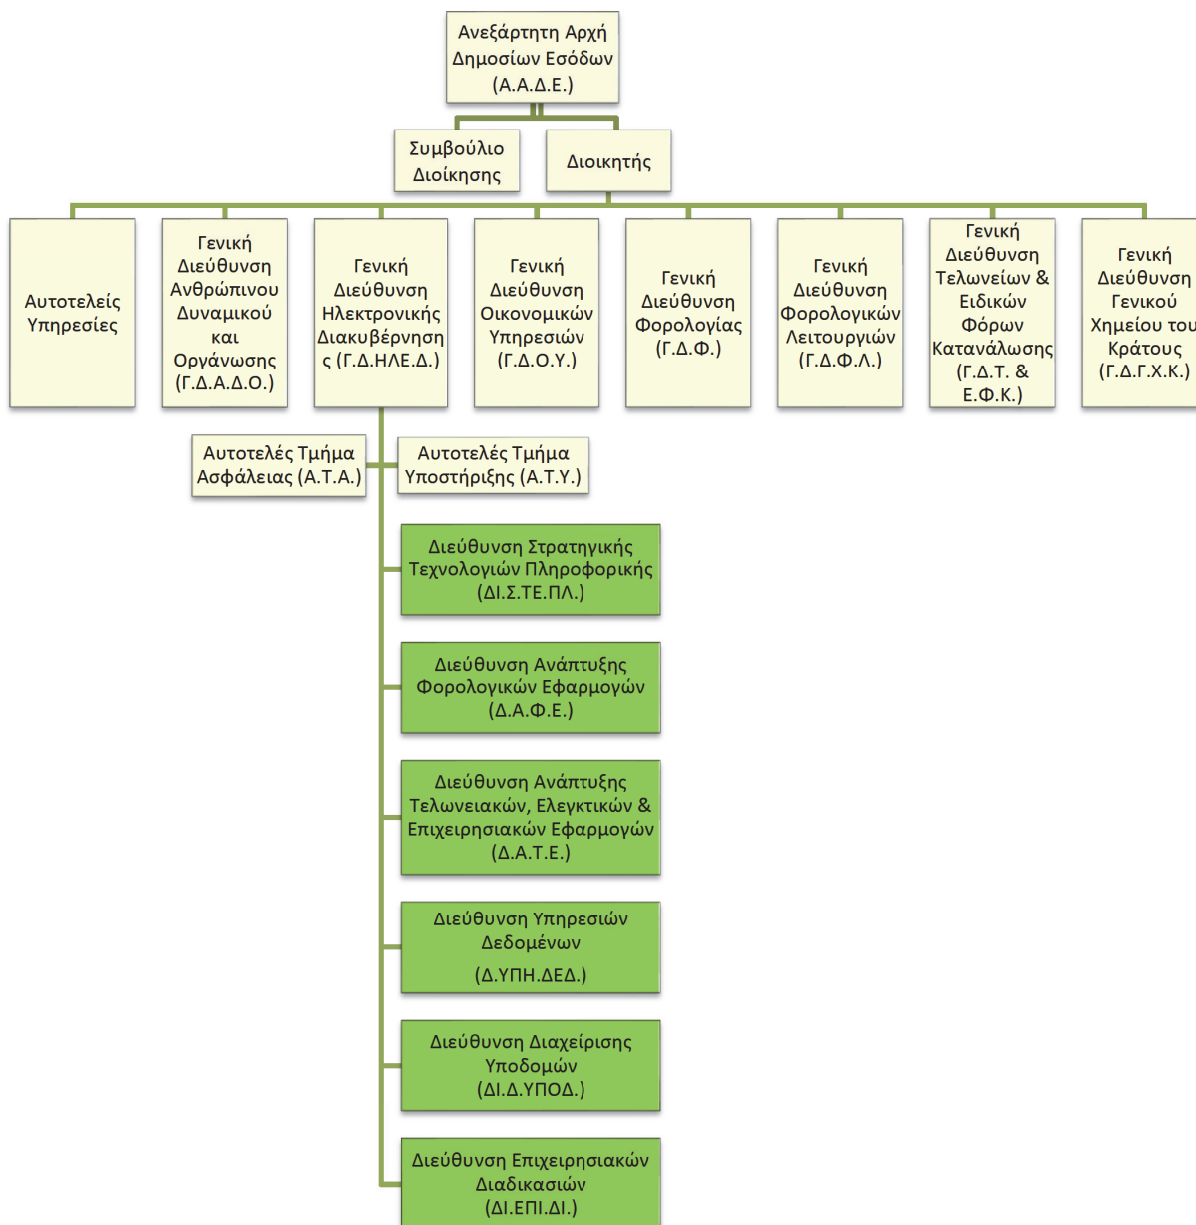 Ανεξάρτητη Αρχή
Δημοσίων Εσόδων
(Α.Α.Δ.Ε.)
Συμβούλιο
Διοίκησης
Διοικητής
Αυτοτελείς
Υπηρεσίες
Γενική
Διεύθυνση
Ανθρώπινου
Δυναμικού
και
Οργάνωσης
(Γ.Δ.Α.Δ.Ο.)
Γενική
Διεύθυνση
Ηλεκτρονικής
Διακυβέρνηση
ς (Γ.Δ.ΗΛΕ.Δ.)
Γενική
Διεύθυνση
Οικονομικών
Υπηρεσιών
(Γ.Δ.Ο.Υ.)
Γενική
Διεύθυνση
Φορολογίας
(Γ.Δ.Φ.)
Γενική
Διεύθυνση
Φορολογικών
Λειτουργιών
(Γ.Δ.Φ.Λ.)
Γενική
Διεύθυνση
Τελωνείων &
Ειδικών
Φόρων
Κατανάλωσης
(Γ.Δ.Τ. &
Ε.Φ.Κ.)
Γενική
Διεύθυνση
Γενικού
Χημείου του
Κράτους
(Γ.Δ.Γ.Χ.Κ.)
Αυτοτελές Τμήμα
Ασφάλειας (Α.Τ.Α.)
Αυτοτελές Τμήμα
Υποστήριξης (Α.Τ.Υ.)
Διεύθυνση Στρατηγικής
Τεχνολογιών Πληροφορικής
(ΔΙ.Σ.ΤΕ.ΠΛ.)
Διεύθυνση Ανάπτυξης
Φορολογικών Εφαρμογών
(Δ.Α.Φ.Ε.)
Διεύθυνση Ανάπτυξης
Τελωνειακών, Ελεγκτικών &
Επιχειρησιακών Εφαρμογών
(Δ.Α.Τ.Ε.)
Διεύθυνση Υπηρεσιών
Δεδομένων
(Δ.ΥΠΗ.ΔΕΔ.)
Διεύθυνση Διαχείρισης
Υποδομών
(ΔΙ.Δ.ΥΠΟΔ.)
Διεύθυνση Επιχειρησιακών
Διαδικασιών
(ΔΙ.ΕΠΙ.ΔΙ.)